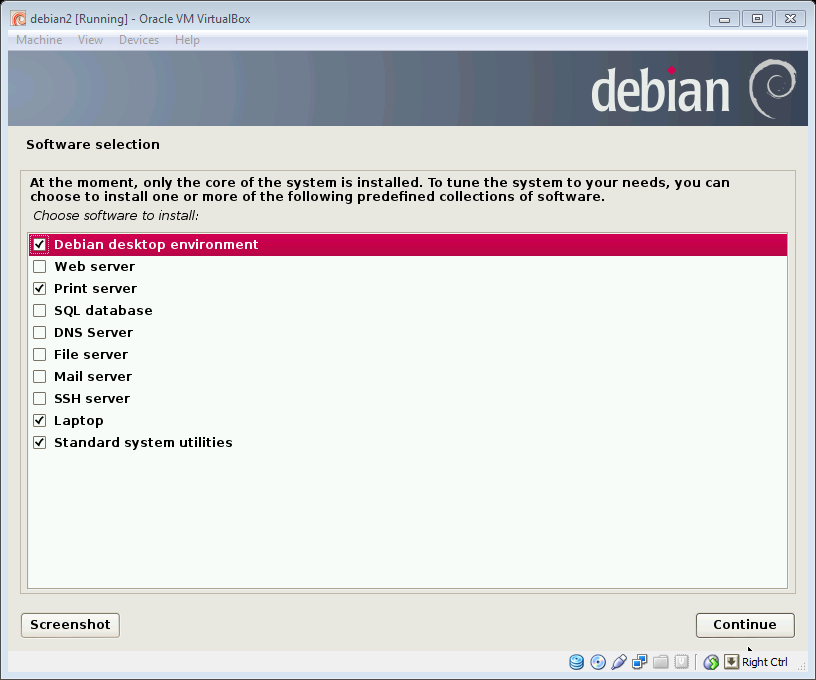 debian2 [Running] - Oracle VM VirtualBox
Machine View Devices Help
debian
Software selection
At the moment, only the core of the system is installed. To tune the system to your needs, you can
choose to install one or more of the following predefined collections of software.
Choose software to install:
Debian desktop environment
Web server
Print server
SQL database
DNS Server
File server
Mail server
SSH server
Laptop
Standard system utilities
Screenshot
Continue
Right Ctrl